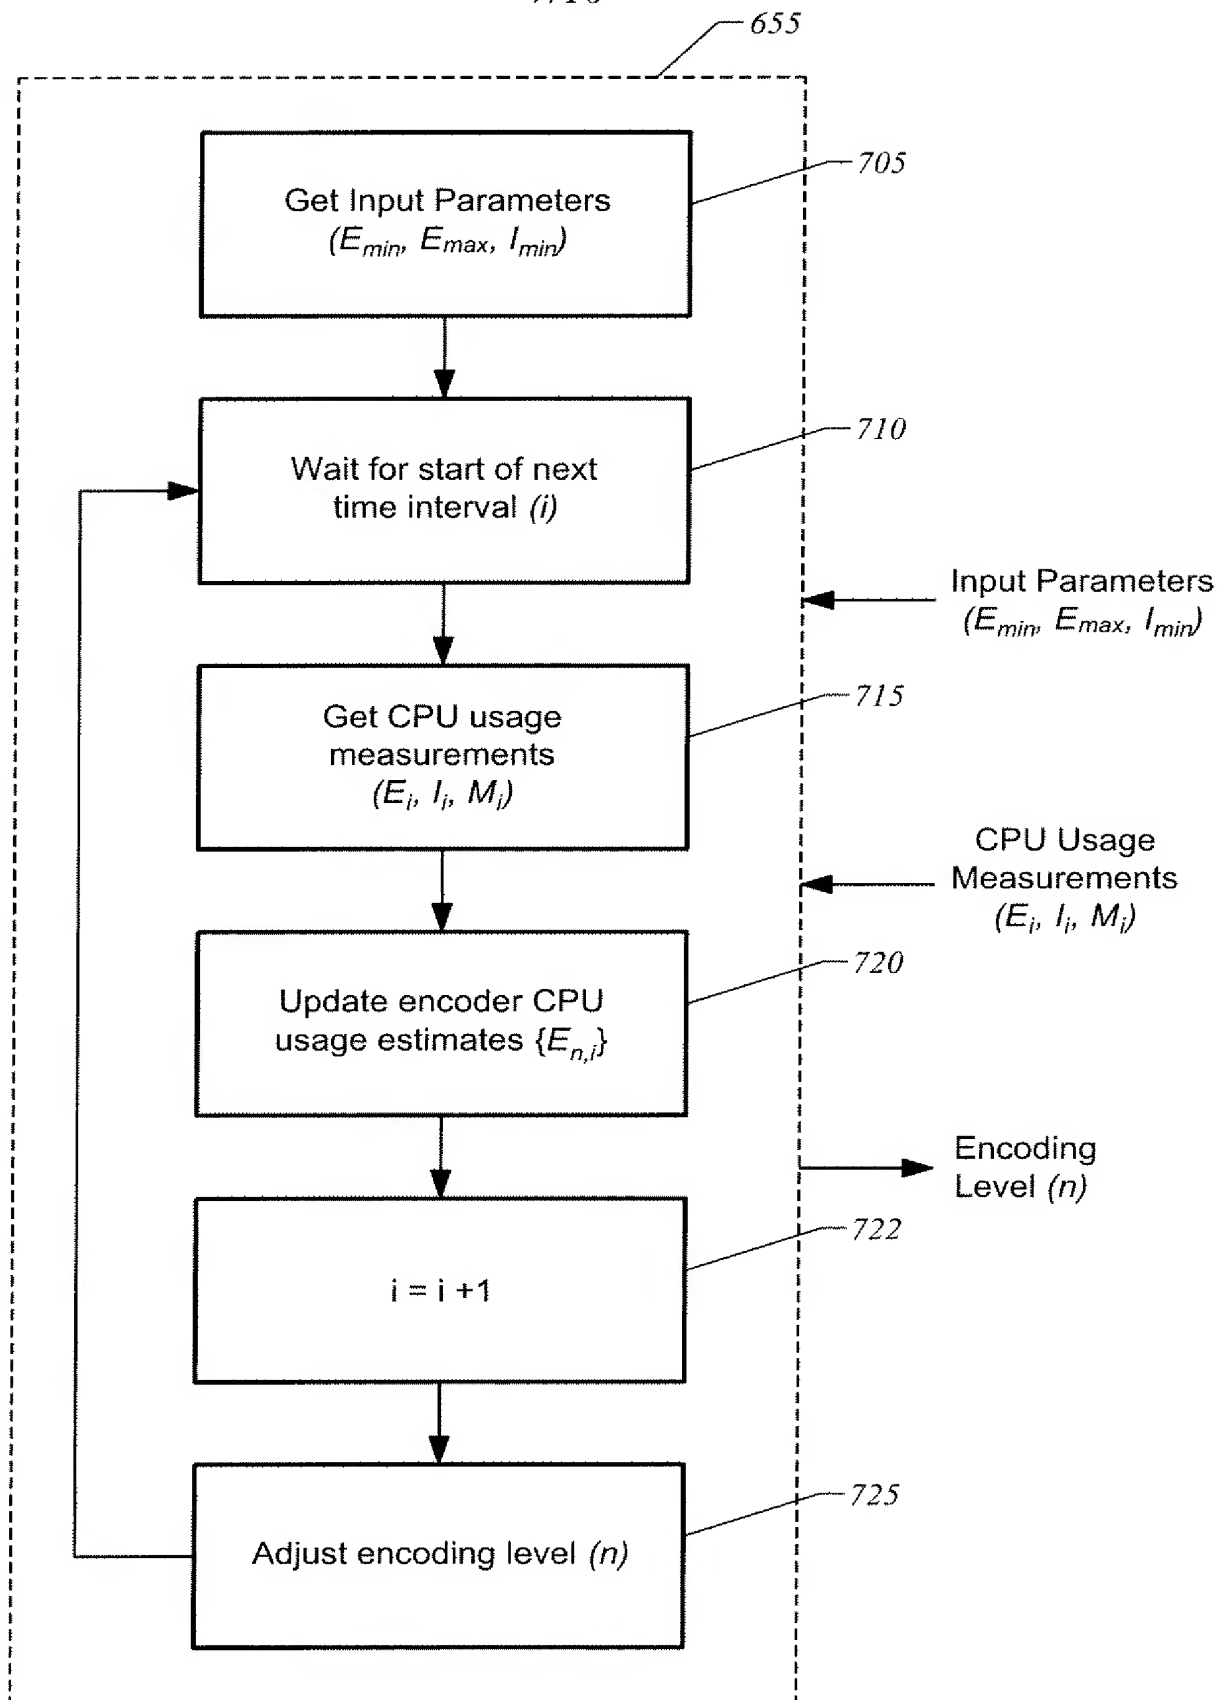 655
705
Get Input Parameters
(Emin, Emax, Imin)
710
Wait for start of next
time interval (i)
Input Parameters
(Emin, Emax, Imin)
715
Get CPU usage
measurements
(Ei, Ii, Mi)
CPU Usage
Measurements
(Ei, Ii, Mi)
720
Update encoder CPU
usage estimates {En,i}
Encoding
Level (n)
722
i = i +1
725
Adjust encoding level (n)